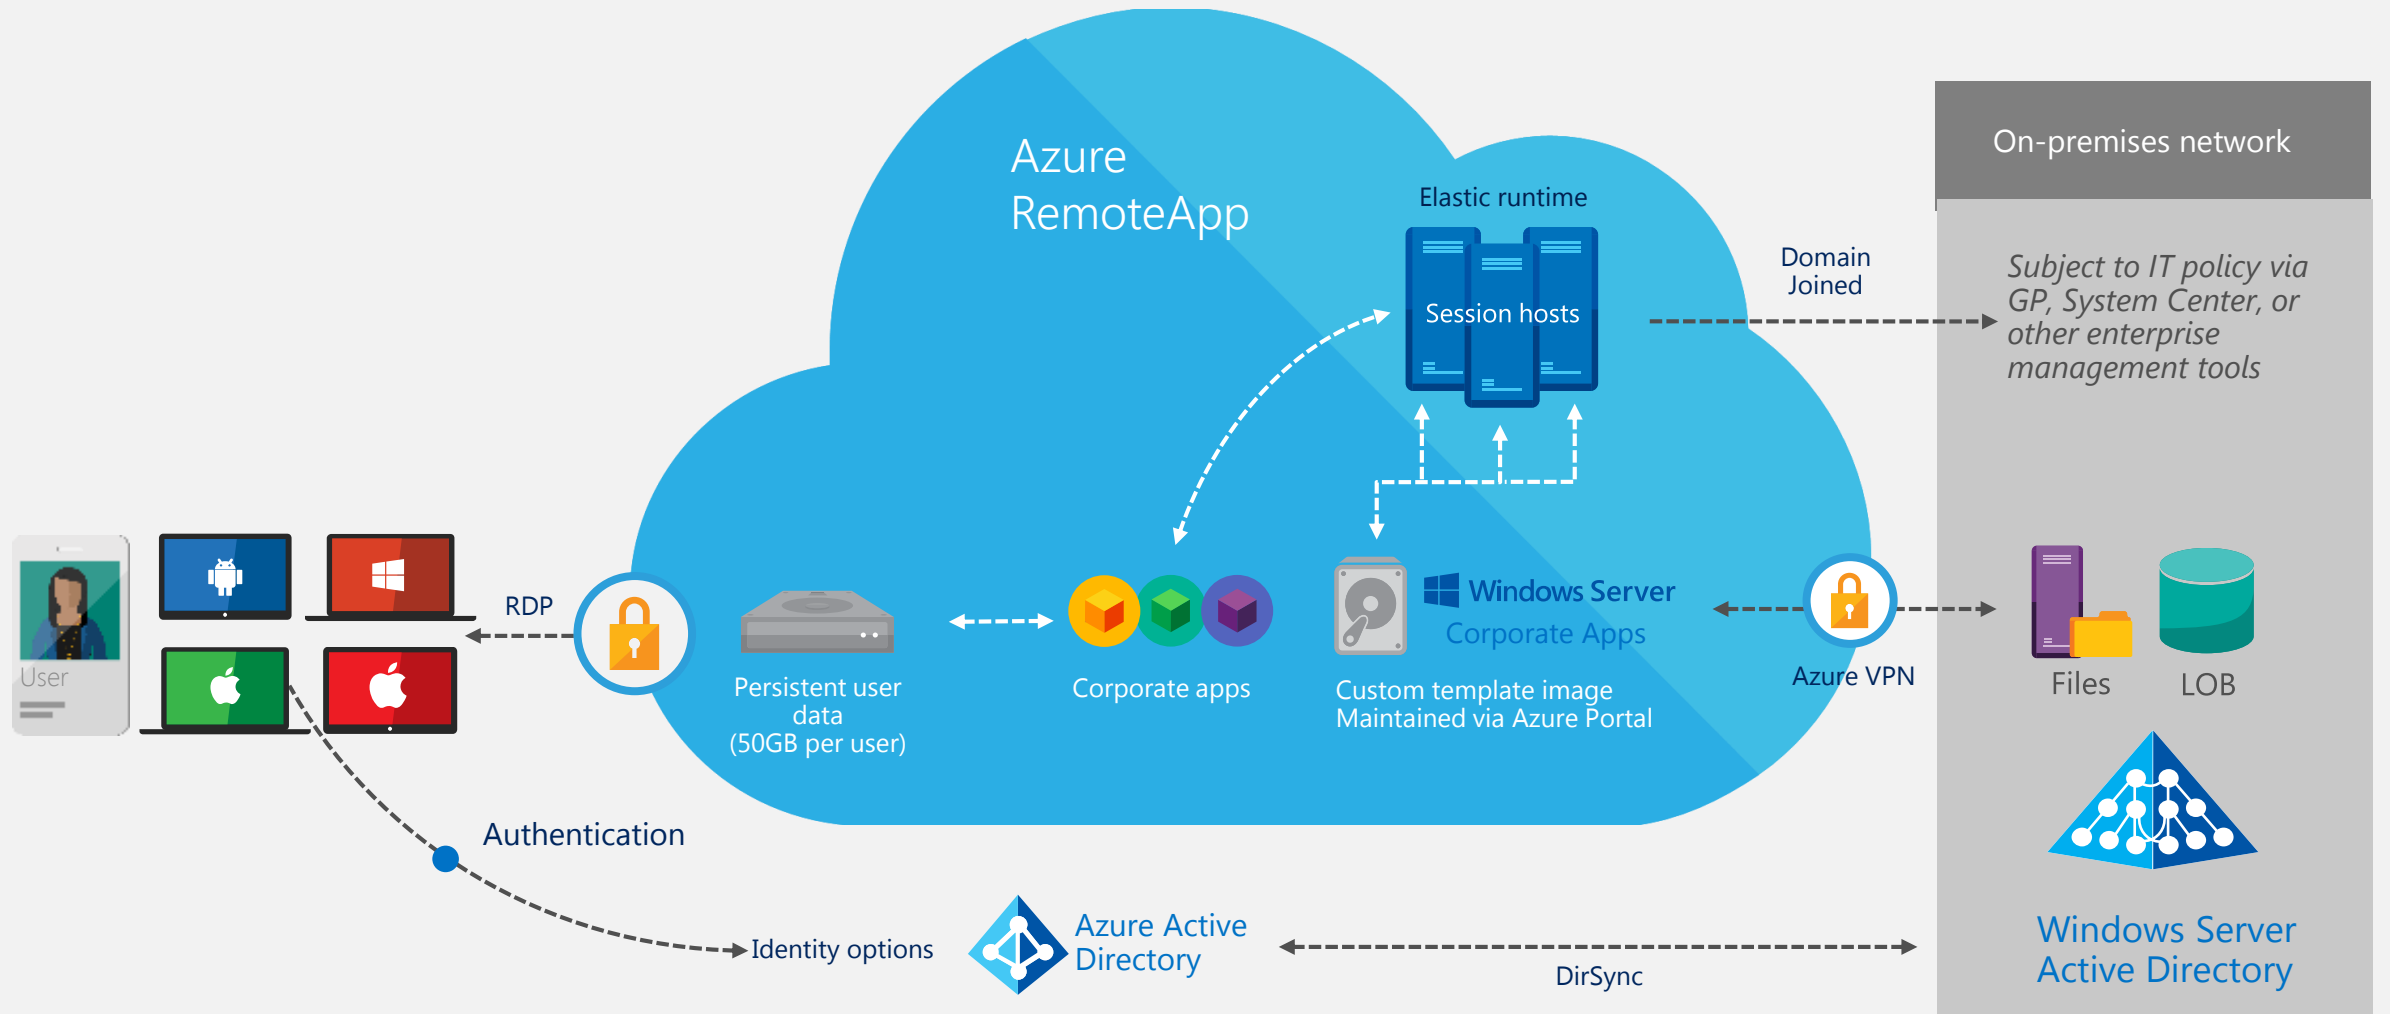 Azure
RemoteApp
On-premises network
Elastic runtime
Session hosts
Domain
Joined
Subject to IT policy via
GP, System Center, or
other enterprise
management tools
User
RDP
Persistent user
data
(50GB per user)
Corporate apps
Windows Server
Corporate Apps
Custom template image
Maintained via Azure Portal
Azure VPN
Files
LOB
Authentication
Identity options
Azure Active
Directory
DirSync
Windows Server
Active Directory